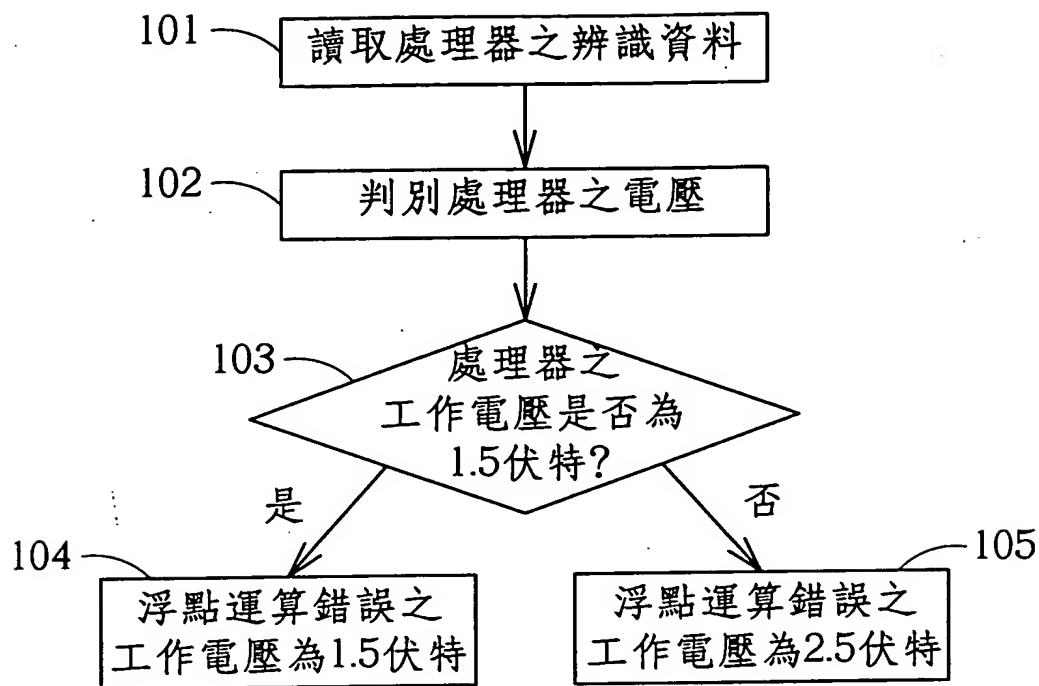 101
讀取處理器之辨識資料
102
判別處理器之電壓
103
處理器之
工作電壓是否為
1.5伏特?
是
否
104
浮點運算錯誤之
工作電壓為1.5伏特
105
浮點運算錯誤之
工作電壓為2.5伏特